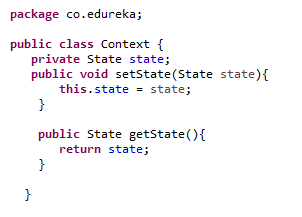 package co.edureka;
public class Context {
private State state;
public void setState(State state){
this.state = state;
}
public State getState(){
return state;
}
}